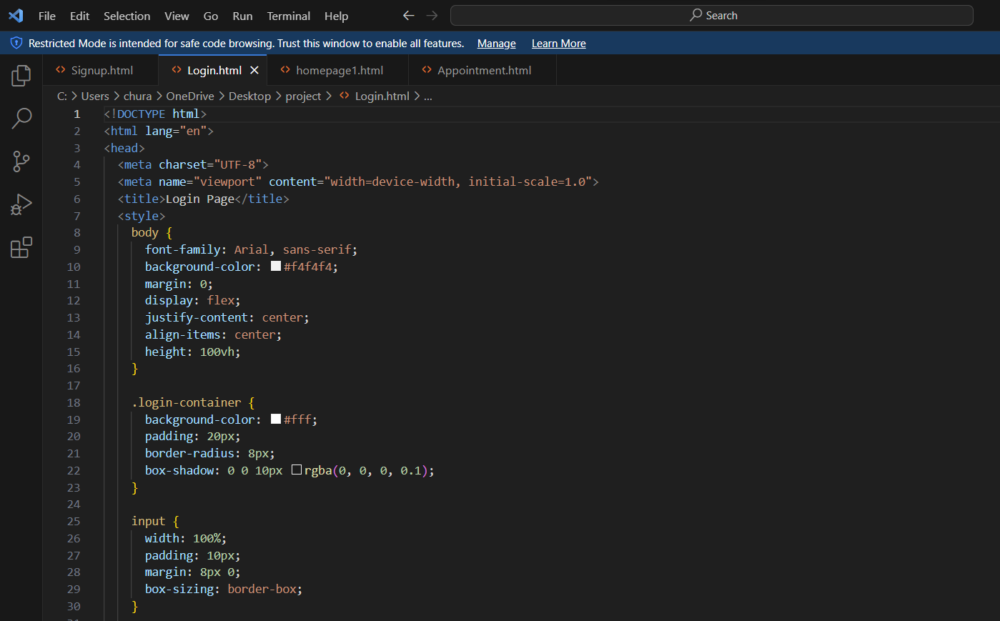 File Edit Selection View Go Run Terminal Help Search
Restricted Mode is intended for safe code browsing. Trust this window to enable all features. Manage Learn More
Signup.html Login.html homepage1.html Appointment.html
C: > Users > chura > OneDrive > Desktop > project > Login.html > ...
1 <!DOCTYPE html>
2 <html lang="en">
3 <head>
4 <meta charset="UTF-8">
5 <meta name="viewport" content="width=device-width, initial-scale=1.0">
6 <title>Login Page</title>
7 <style>
8 body {
9 font-family: Arial, sans-serif;
10 background-color: #f4f4f4;
11 margin: 0;
12 display: flex;
13 justify-content: center;
14 align-items: center;
15 height: 100vh;
16 }
17
18 .login-container {
19 background-color: #fff;
20 padding: 20px;
21 border-radius: 8px;
22 box-shadow: 0 0 10px rgba(0, 0, 0, 0.1);
23 }
24
25 input {
26 width: 100%;
27 padding: 10px;
28 margin: 8px 0;
29 box-sizing: border-box;
30 }